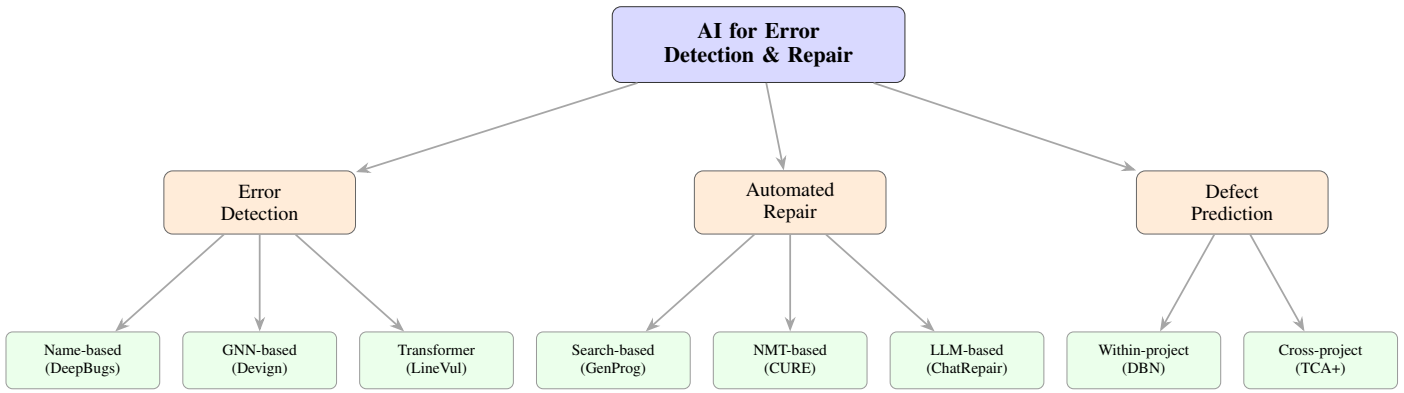 AI for Error
Detection & Repair
Error
Detection
Automated
Repair
Defect
Prediction
Name-based
(DeepBugs)
GNN-based
(Devign)
Transformer
(LineVul)
Search-based
(GenProg)
NMT-based
(CURE)
LLM-based
(ChatRepair)
Within-project
(DBN)
Cross-project
(TCA+)